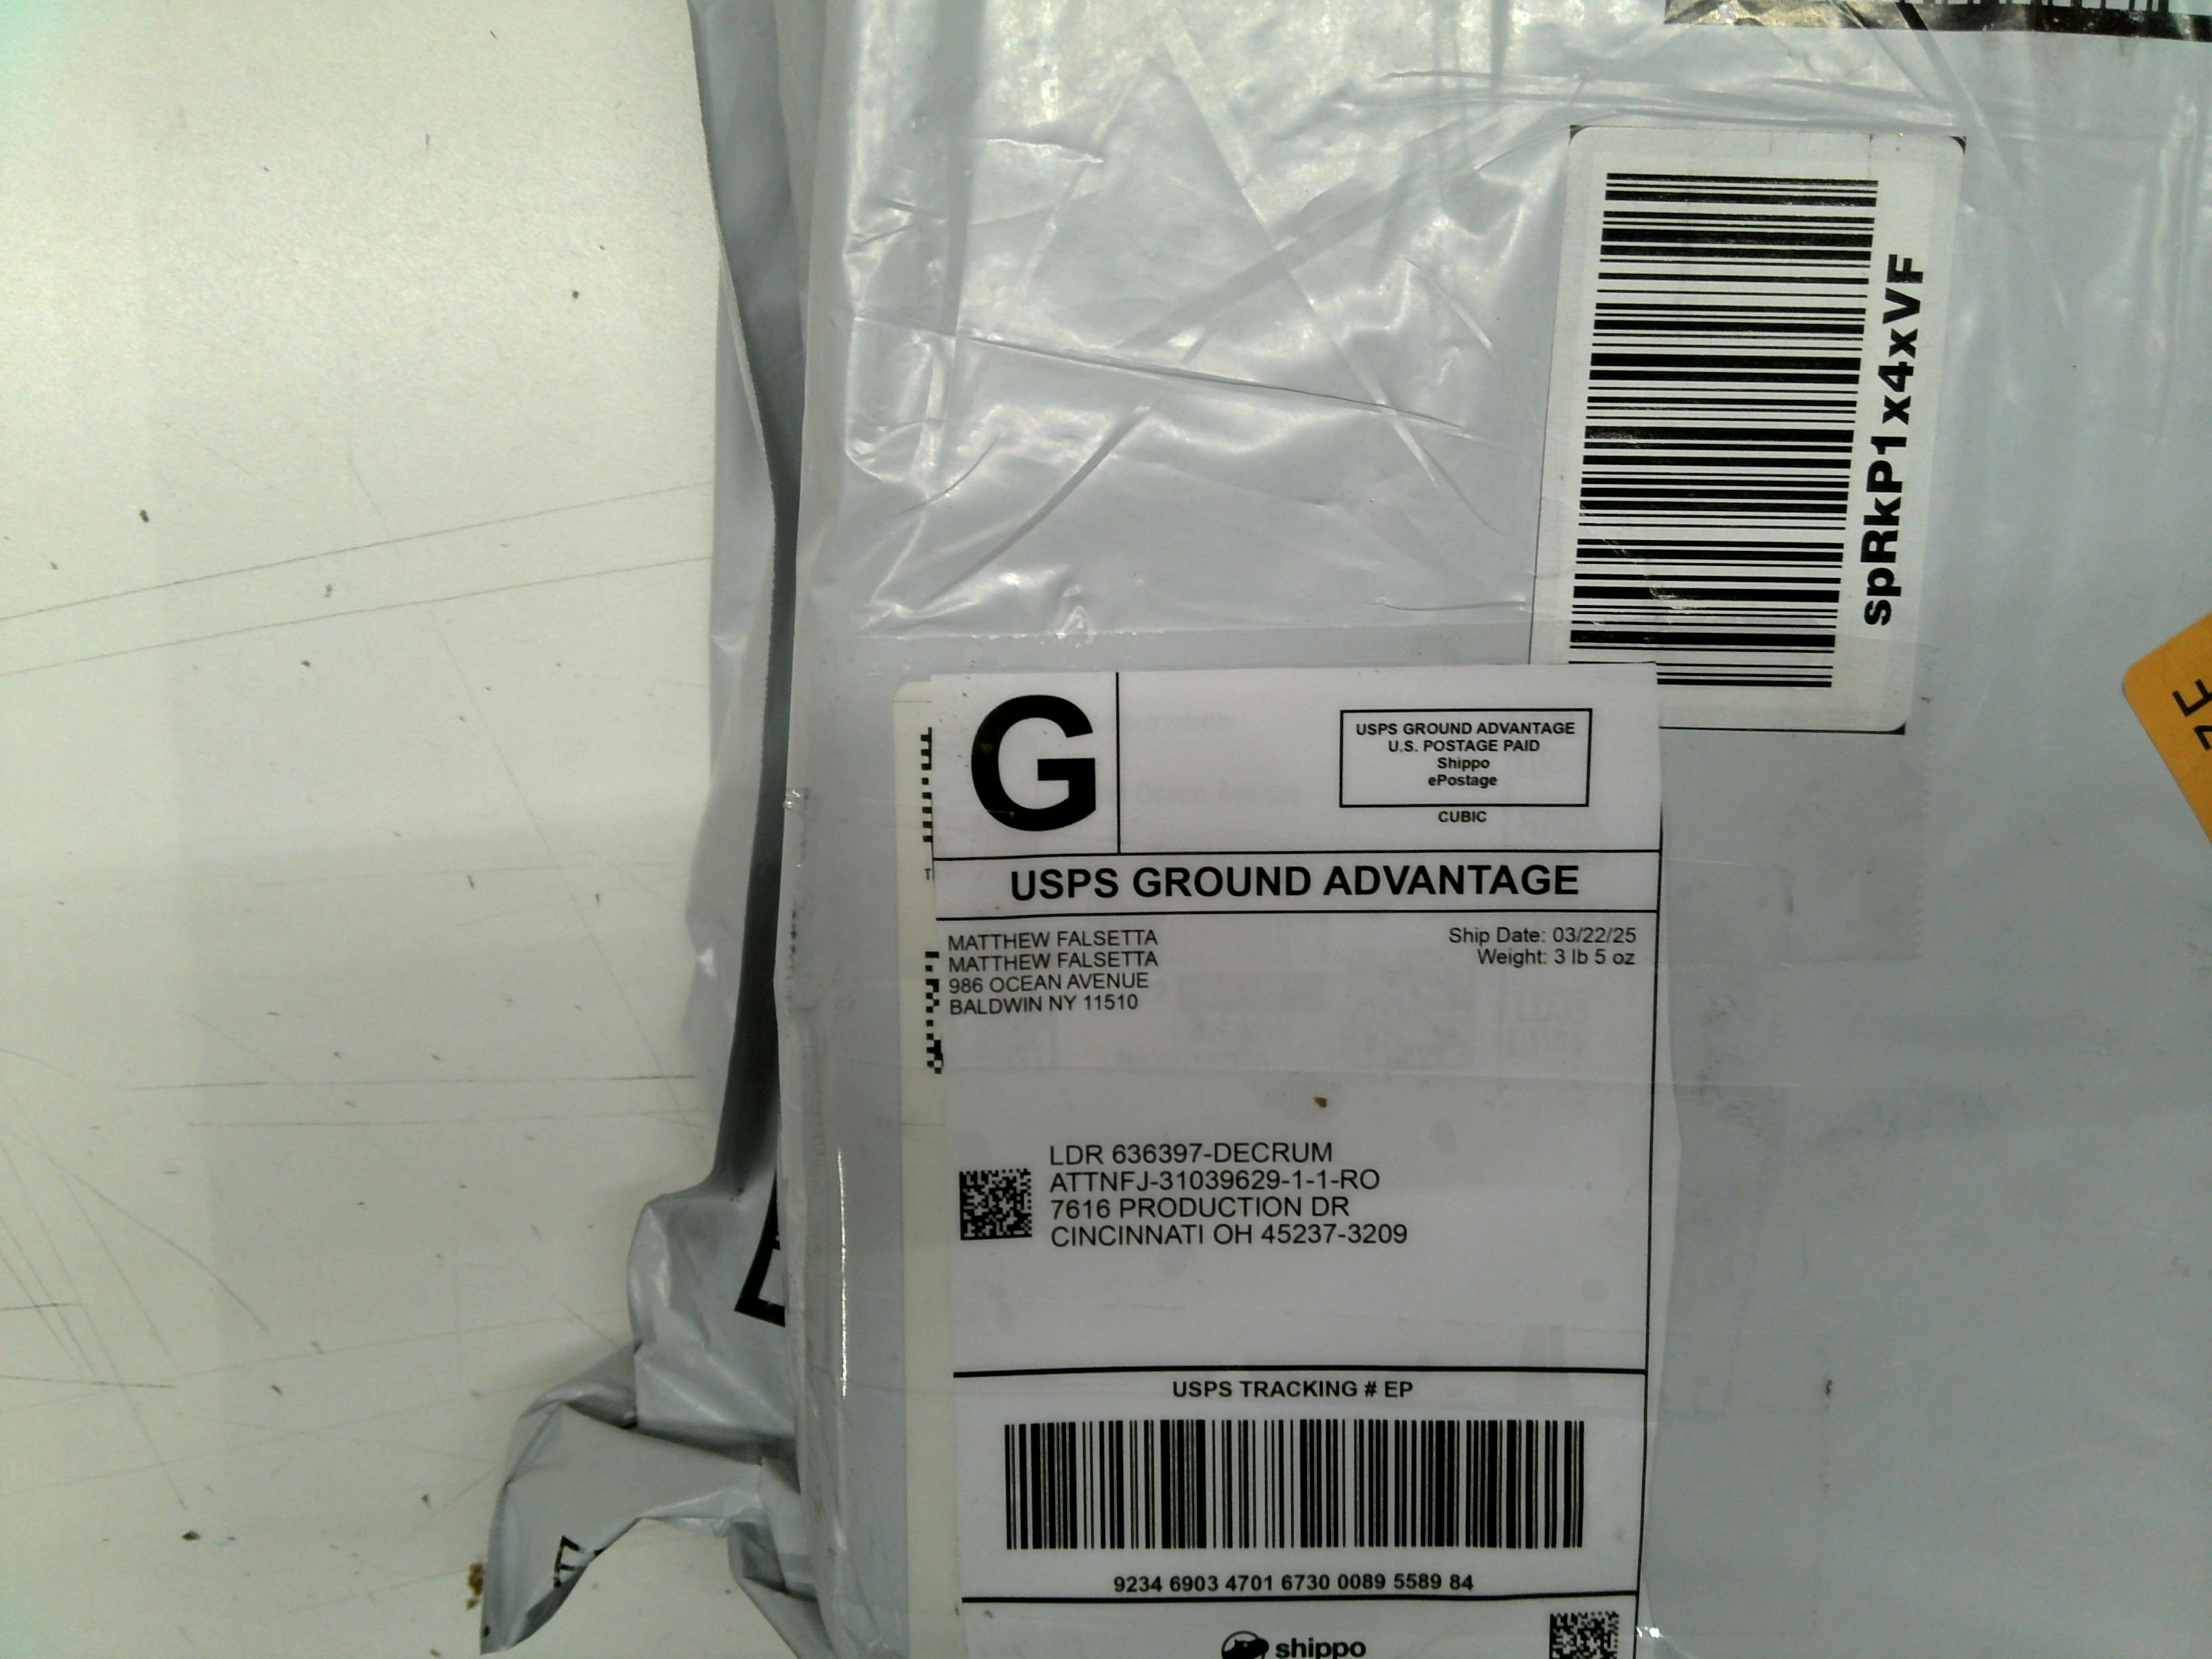 spRkP1x4xVF
G
USPS GROUND ADVANTAGE
U.S. POSTAGE PAID
Shippo
ePostage
CUBIC
USPS GROUND ADVANTAGE
MATTHEW FALSETTA
MATTHEW FALSETTA
986 OCEAN AVENUE
BALDWIN NY 11510
Ship Date: 03/22/25
Weight: 3 lb 5 oz
LDR 636397-DECRUM
ATTNFJ-31039629-1-1-RO
7616 PRODUCTION DR
CINCINNATI OH 45237-3209
USPS TRACKING # EP
9234 6903 4701 6730 0089 5589 84
shippo